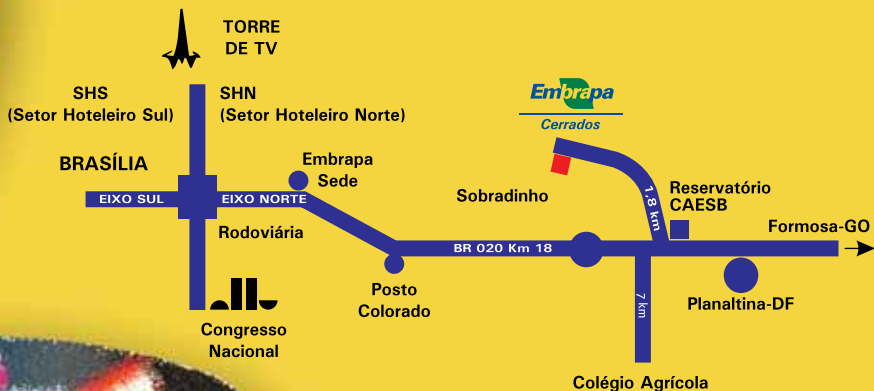 TORRE
DE TV
SHS
(Setor Hoteleiro Sul)
SHN
(Setor Hoteleiro Norte)
BRASÍLIA
EIXO SUL
EIXO NORTE
Embrapa
Sede
Rodoviária
Congresso
Nacional
Posto
Colorado
BR 020 Km 18
Embrapa
Cerrados
Sobradinho
1,8 km
Reservatório
CAESB
Formosa-GO
7 km
Planaltina-DF
Colégio Agrícola